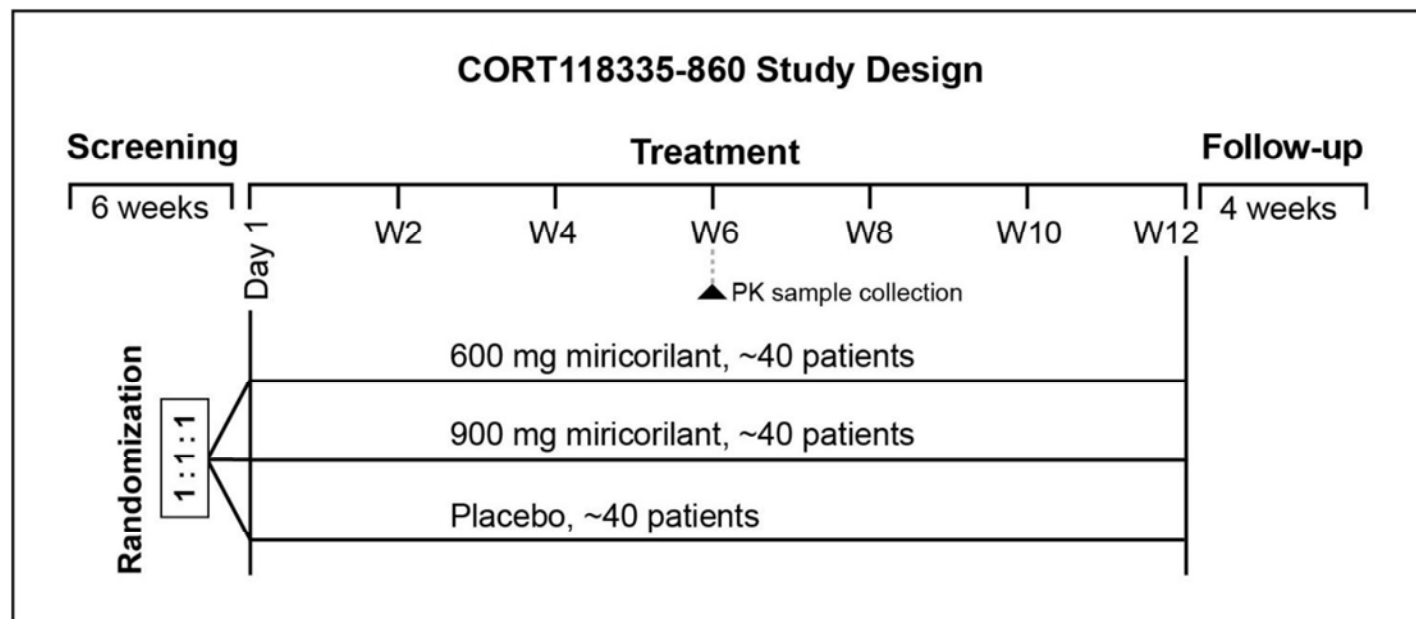 CORT118335-860 Study Design
Screening
Treatment
Follow-up
6 weeks
4 weeks
Day 1
W2
W4
W6
W8
W10
W12
PK sample collection
Randomization
1 : 1 : 1
600 mg miricorilant, ~40 patients
900 mg miricorilant, ~40 patients
Placebo, ~40 patients